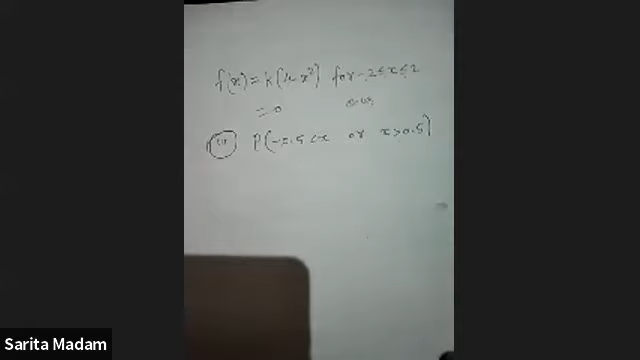 f(x) = k(4-x²) for -2 ≤ x ≤ 2
= 0 o.w
(iii) P(-0.5 < x or x > 0.5)
Sarita Madam